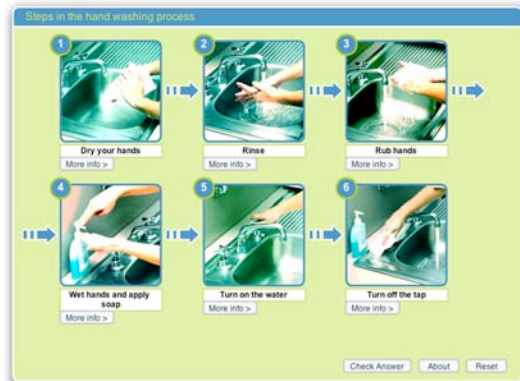 Steps in the hand washing process
1
2
3
Dry your hands
Rinse
Rub hands
More info >
More info >
More info >
4
5
6
Wet hands and apply
soap
Turn on the water
Turn off the tap
More info >
More info >
More info >
Check Answer
About
Reset